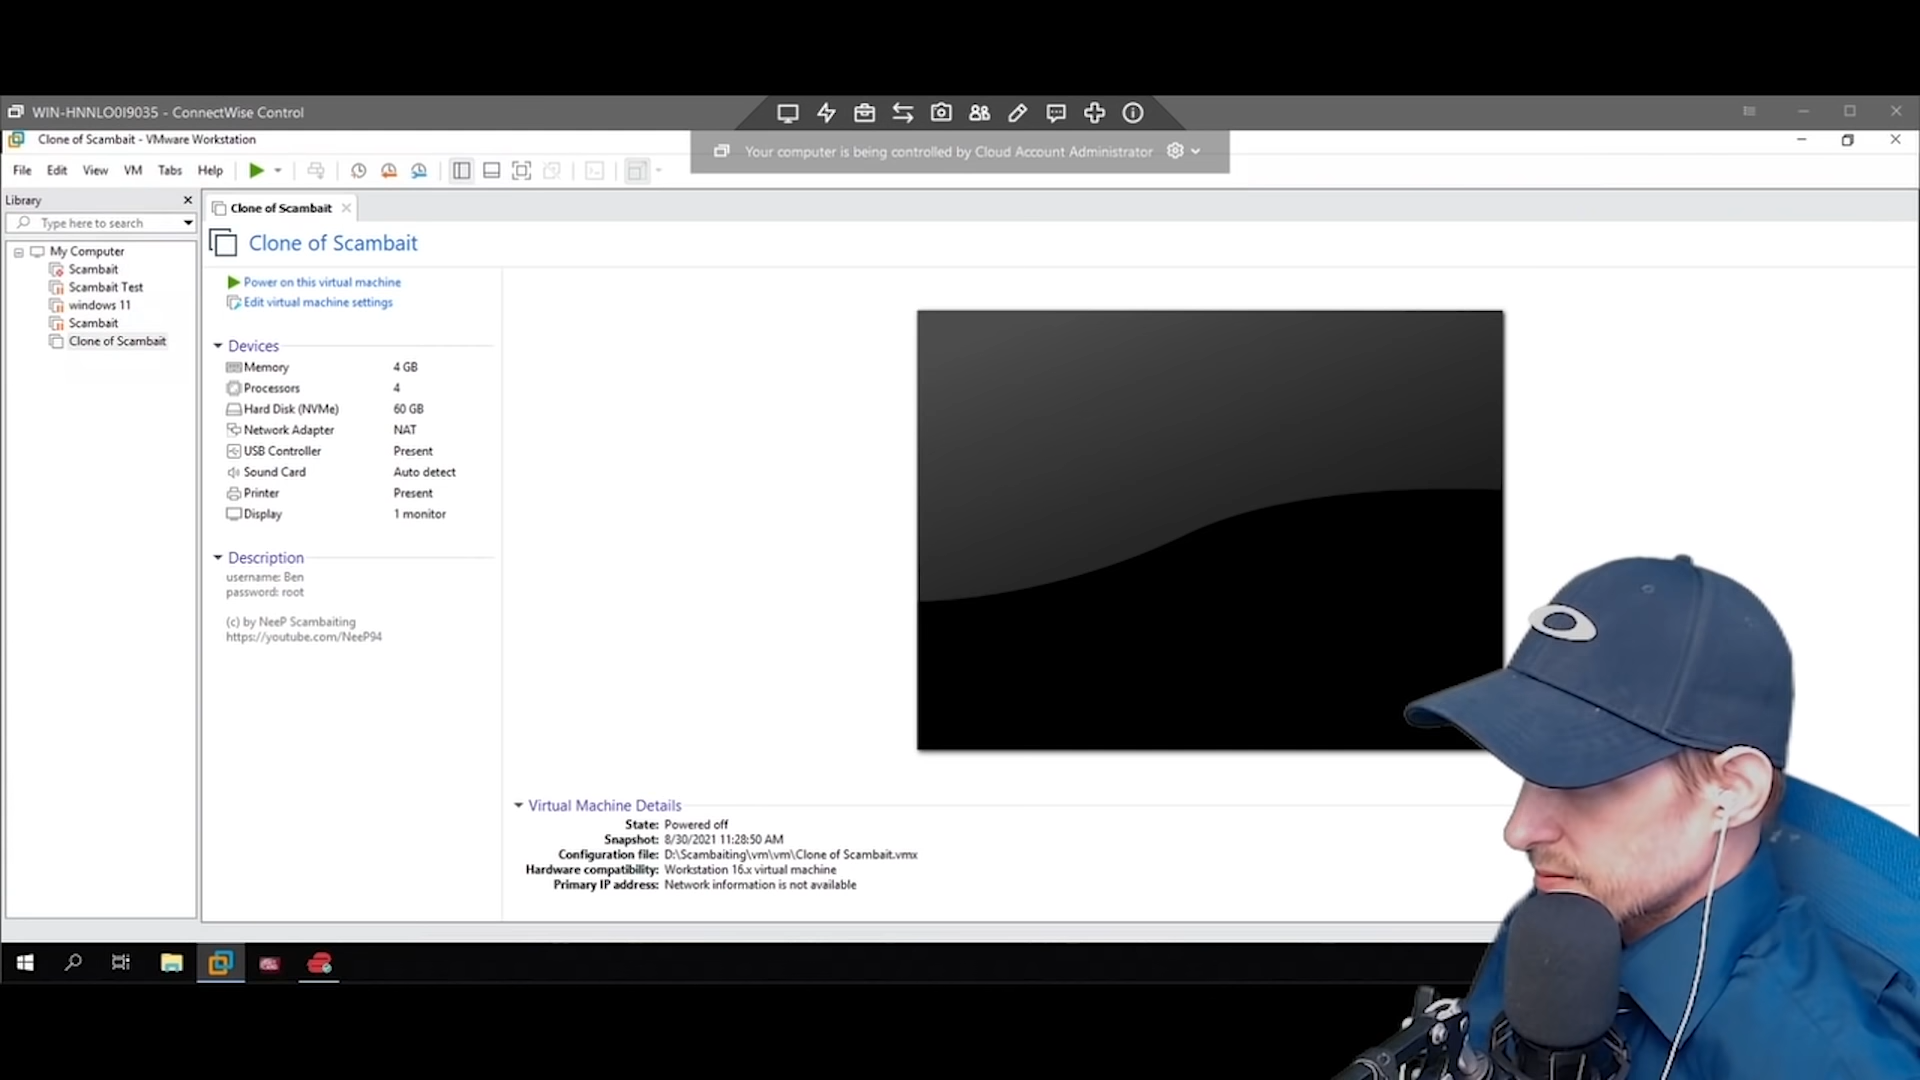 WIN-HNNLO0I9035 - ConnectWise Control
Clone of Scambait - VMware Workstation
Your computer is being controlled by Cloud Account Administrator
File Edit View VM Tabs Help
Library
Type here to search
My Computer
Scambait
Scambait Test
windows 11
Scambait
Clone of Scambait
Clone of Scambait
Clone of Scambait
Power on this virtual machine
Edit virtual machine settings
Devices
Memory 4 GB
Processors 4
Hard Disk (NVMe) 60 GB
Network Adapter NAT
USB Controller Present
Sound Card Auto detect
Printer Present
Display 1 monitor
Description
username: Ben
password: root
(c) by NeeP Scambaiting
https://youtube.com/NeeP94
Virtual Machine Details
State: Powered off
Snapshot: 8/30/2021 11:28:50 AM
Configuration file: D:\Scambaiting\vm\vm\Clone of Scambait.vmx
Hardware compatibility: Workstation 16.x virtual machine
Primary IP address: Network information is not available